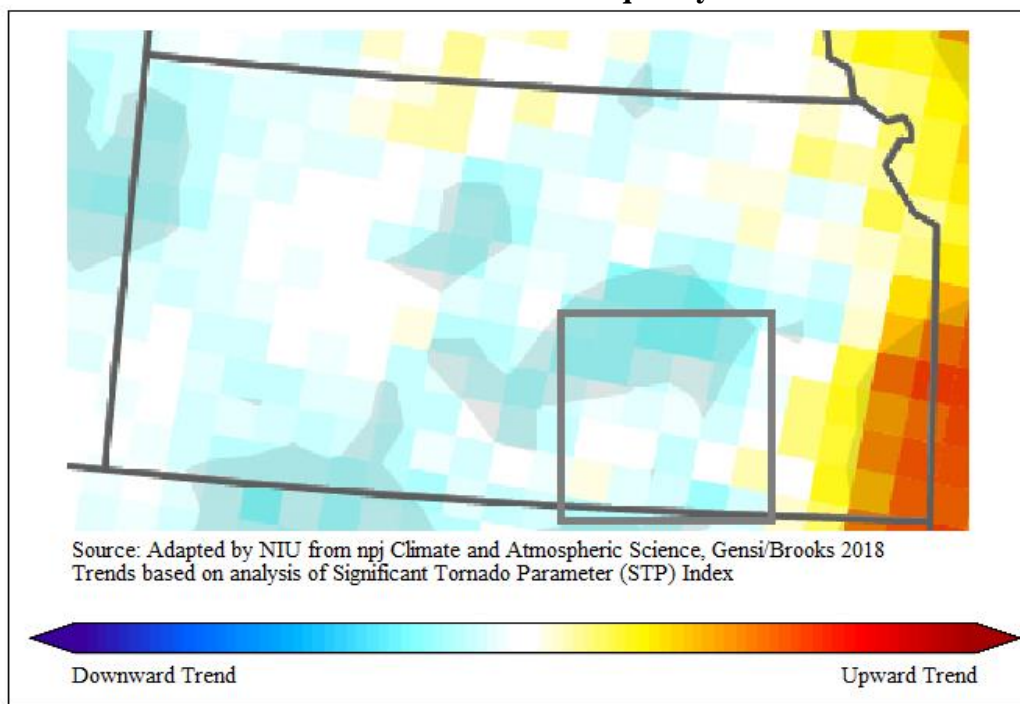 Source: Adapted by NIU from npj Climate and Atmospheric Science, Gensi/Brooks 2018
Trends based on analysis of Significant Tornado Parameter (STP) Index
Downward Trend
Upward Trend